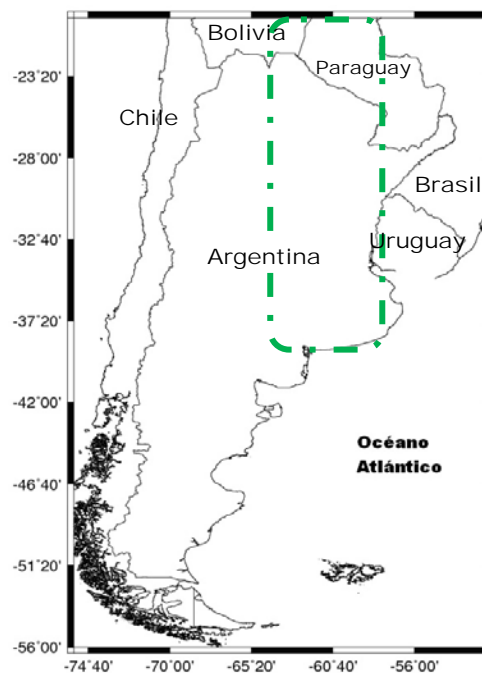 Bolivia
-23°20'
Paraguay
Chile
-28°00'
Brasil
-32°40'
Uruguay
Argentina
-37°20'
-42°00'
Océano
Atlántico
-46°40'
-51°20'
-56°00'
-74°40' -70°00' -65°20' -60°40' -56°00'